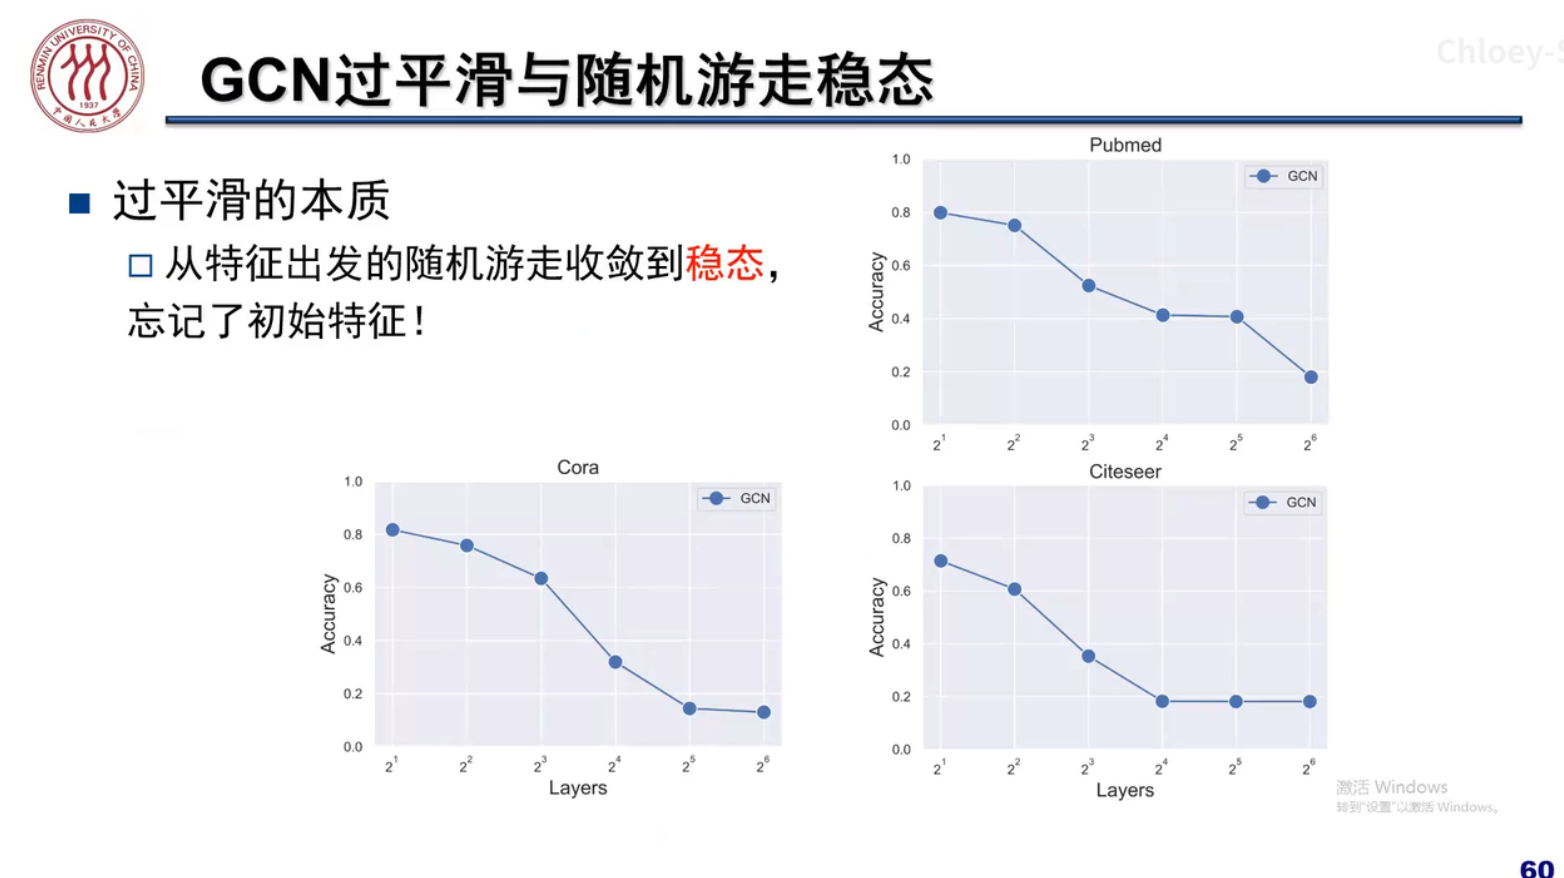 RENMIN UNIVERSITY OF CHINA
1937
中国人民大学
GCN过平滑与随机游走稳态
Chloey-S
■ 过平滑的本质
□ 从特征出发的随机游走收敛到稳态，
忘记了初始特征！
Pubmed
GCN
Accuracy
1.0
0.8
0.6
0.4
0.2
0.0
2^1 2^2 2^3 2^4 2^5 2^6
Cora
GCN
Accuracy
1.0
0.8
0.6
0.4
0.2
0.0
2^1 2^2 2^3 2^4 2^5 2^6
Layers
Citeseer
GCN
Accuracy
1.0
0.8
0.6
0.4
0.2
0.0
2^1 2^2 2^3 2^4 2^5 2^6
Layers
激活 Windows
转到“设置”以激活 Windows。
60